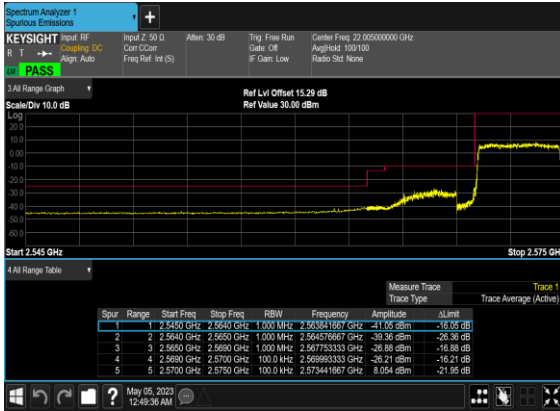 Spectrum Analyzer 1
Spurious Emissions
+
KEYSIGHT Input: RF Input Z: 50 Ω Atten: 30 dB Trig: Free Run Center Freq: 22.005000000 GHz
R T Coupling: DC Corr CCorr Gate: Off Avg|Hold: 100/100
Align: Auto Freq Ref: Int (S) IF Gain: Low Radio Std: None
PASS
3 All Range Graph
Ref Lvl Offset 15.29 dB
Scale/Div 10.0 dB Ref Value 30.00 dBm
Log
20.0
10.0
0.00
-10.0
-20.0
-30.0
-40.0
-50.0
-60.0
Start 2.545 GHz Stop 2.575 GH
4 All Range Table
Measure Trace Trace 1
Trace Type Trace Average (Active)
Spur Range Start Freq Stop Freq RBW Frequency Amplitude ΔLimit
1 1 2.5450 GHz 2.5640 GHz 1.000 MHz 2.563841667 GHz -41.05 dBm -16.05 dB
2 2 2.5640 GHz 2.5650 GHz 1.000 MHz 2.564576667 GHz -39.36 dBm -26.36 dB
3 3 2.5650 GHz 2.5690 GHz 1.000 MHz 2.567753333 GHz -26.88 dBm -16.88 dB
4 4 2.5690 GHz 2.5700 GHz 100.0 kHz 2.569993333 GHz -26.21 dBm -16.21 dB
5 5 2.5700 GHz 2.5750 GHz 100.0 kHz 2.573441667 GHz 8.054 dBm -21.95 dB
?
May 05, 2023
12:49:36 AM